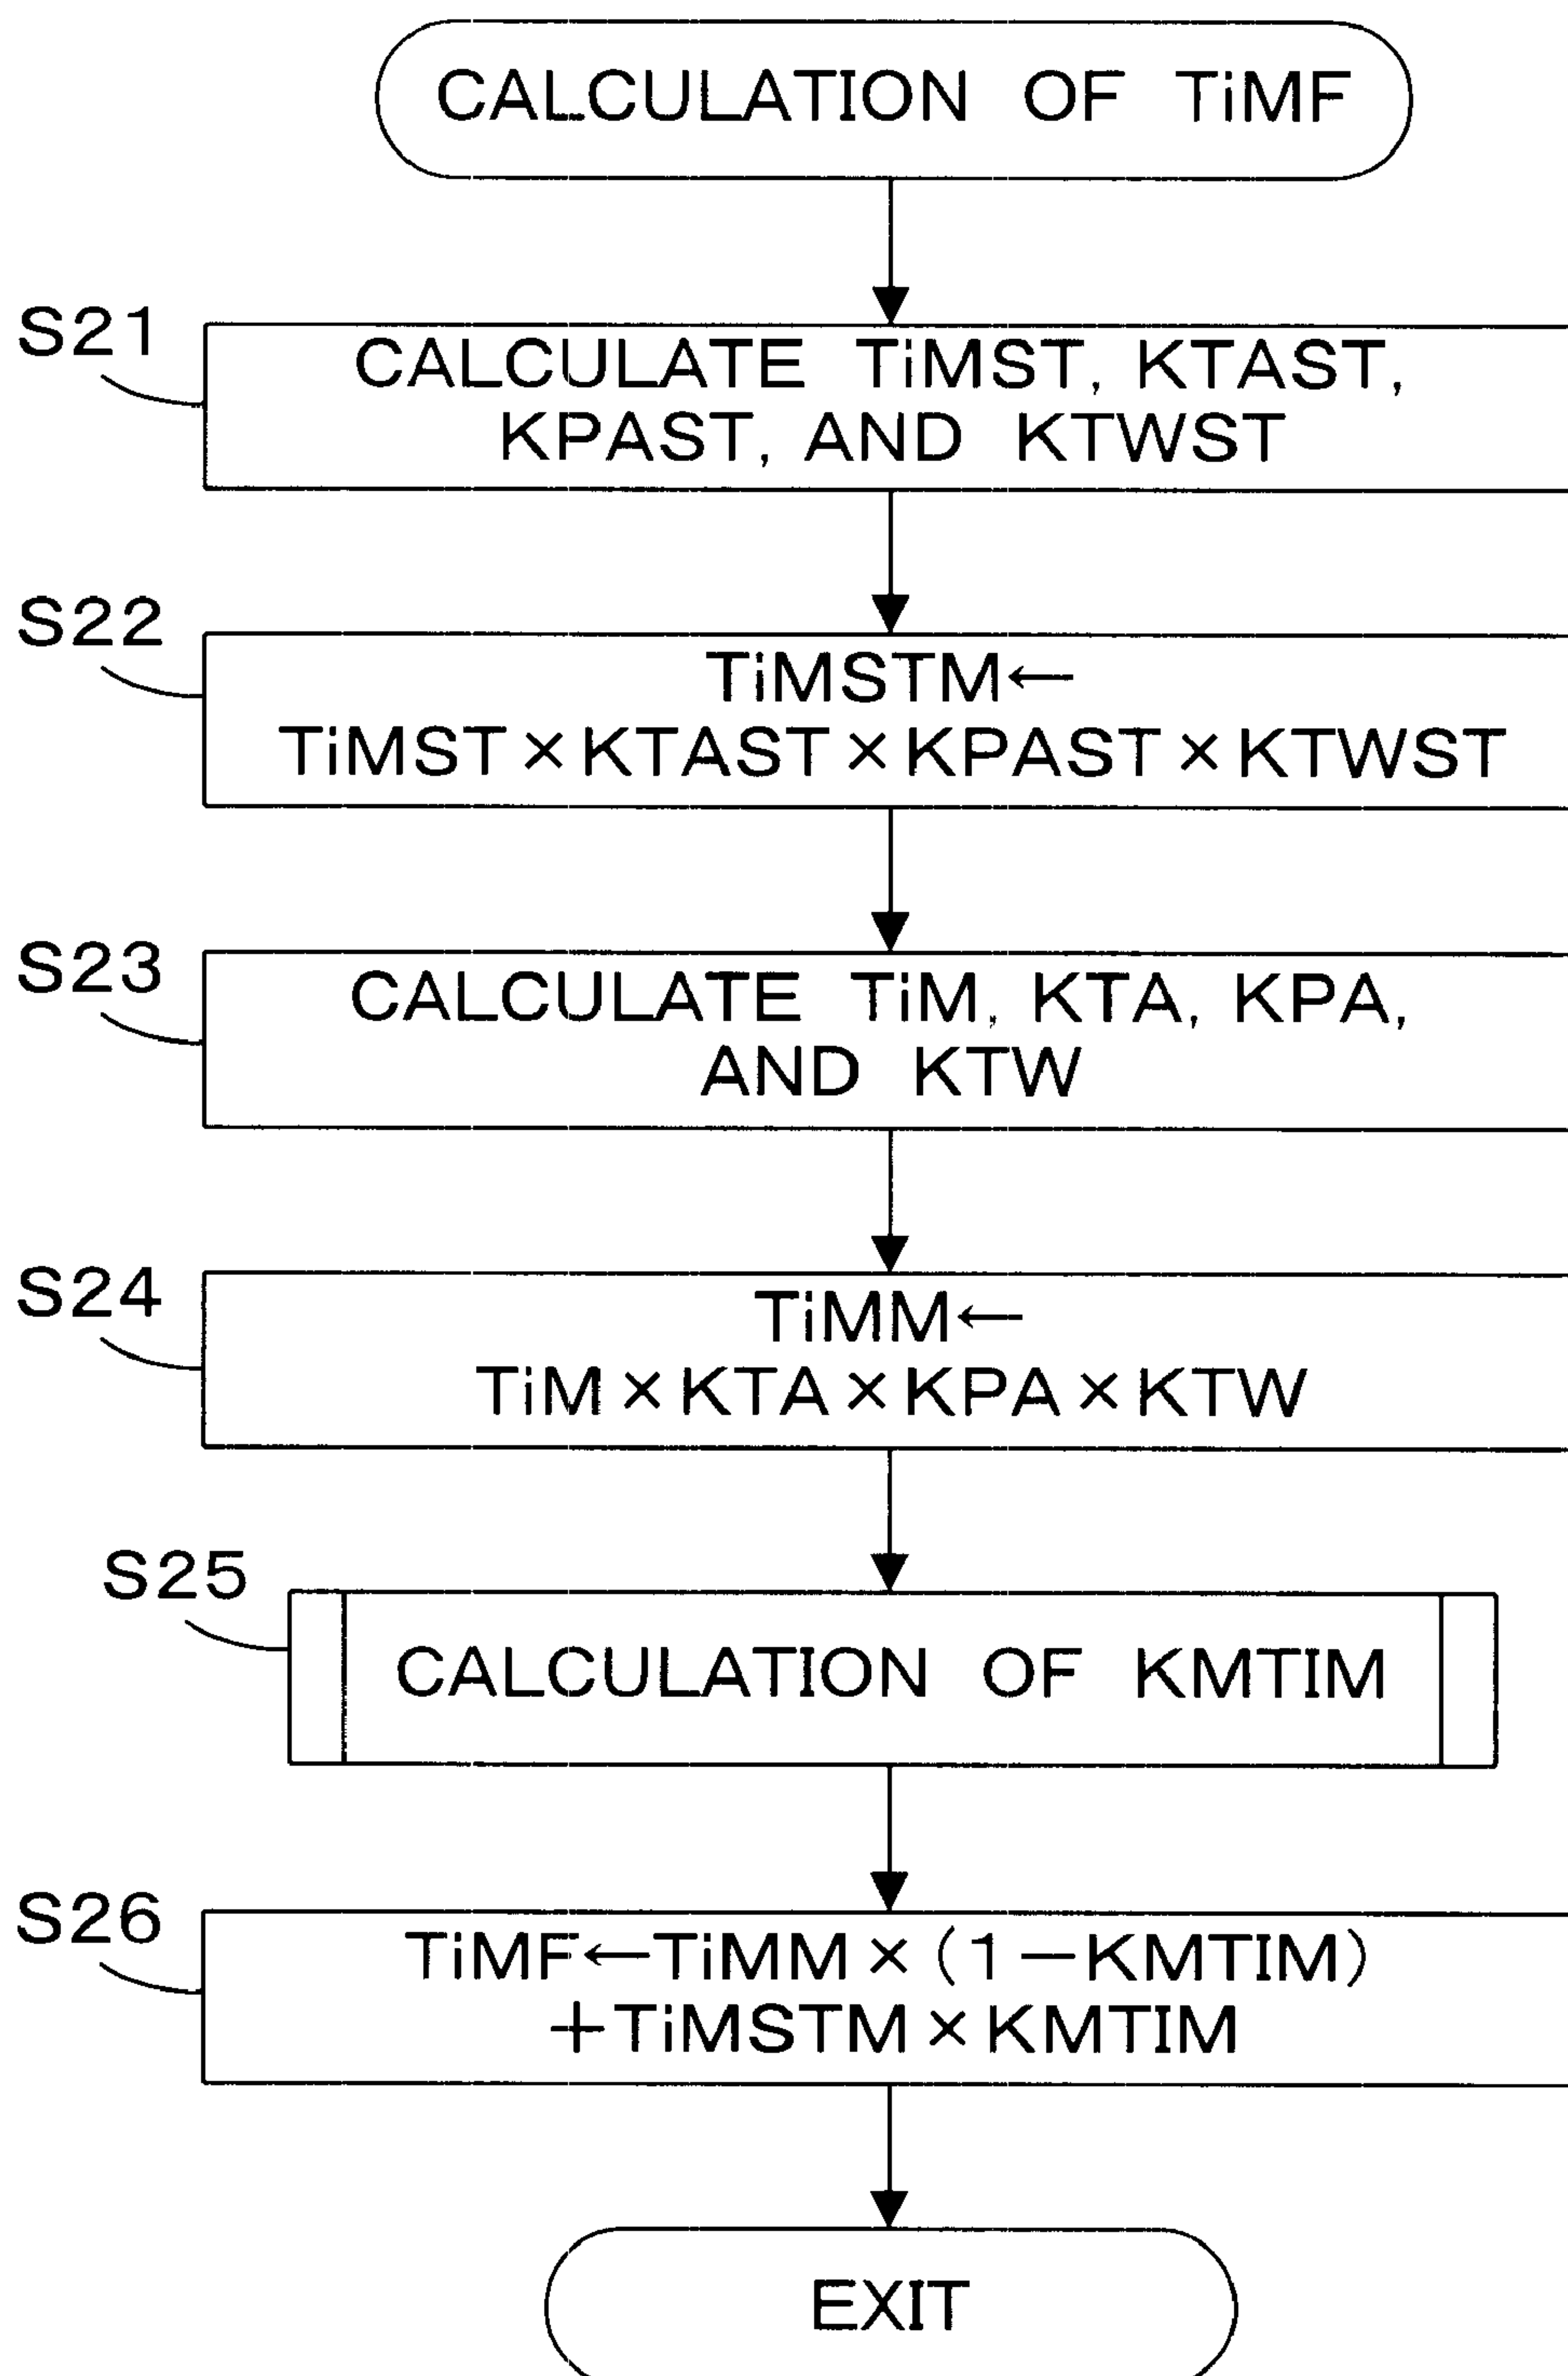 CALCULATION OF TiMF
S21
CALCULATE TiMST, KTAST,
KPAST, AND KTWST
S22
TiMSTM←
TiMST×KTAST×KPAST×KTWST
S23
CALCULATE TiM, KTA, KPA,
AND KTW
S24
TiMM←
TiM×KTA×KPA×KTW
S25
CALCULATION OF KMTIM
S26
TiMF←TiMM×(1−KMTIM)
+TiMSTM×KMTIM
EXIT